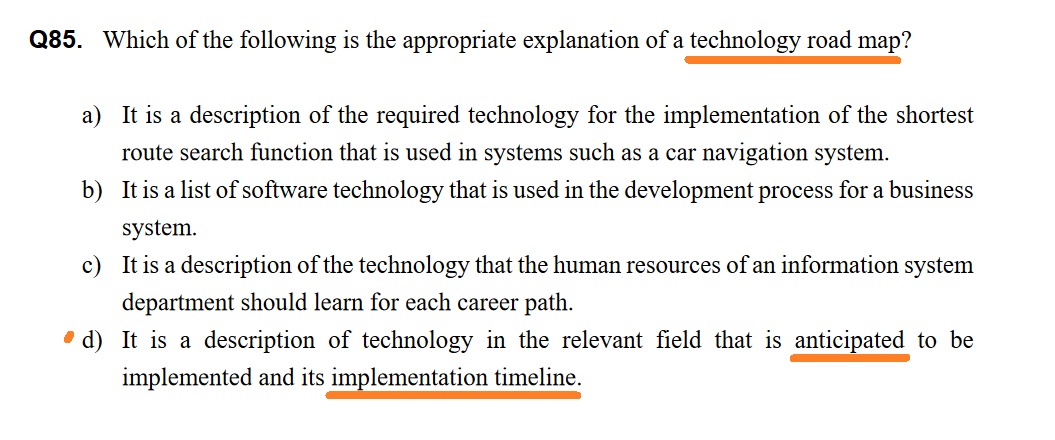 Q85. Which of the following is the appropriate explanation of a technology road map?
a) It is a description of the required technology for the implementation of the shortest
route search function that is used in systems such as a car navigation system.
b) It is a list of software technology that is used in the development process for a business
system.
c) It is a description of the technology that the human resources of an information system
department should learn for each career path.
d) It is a description of technology in the relevant field that is anticipated to be
implemented and its implementation timeline.